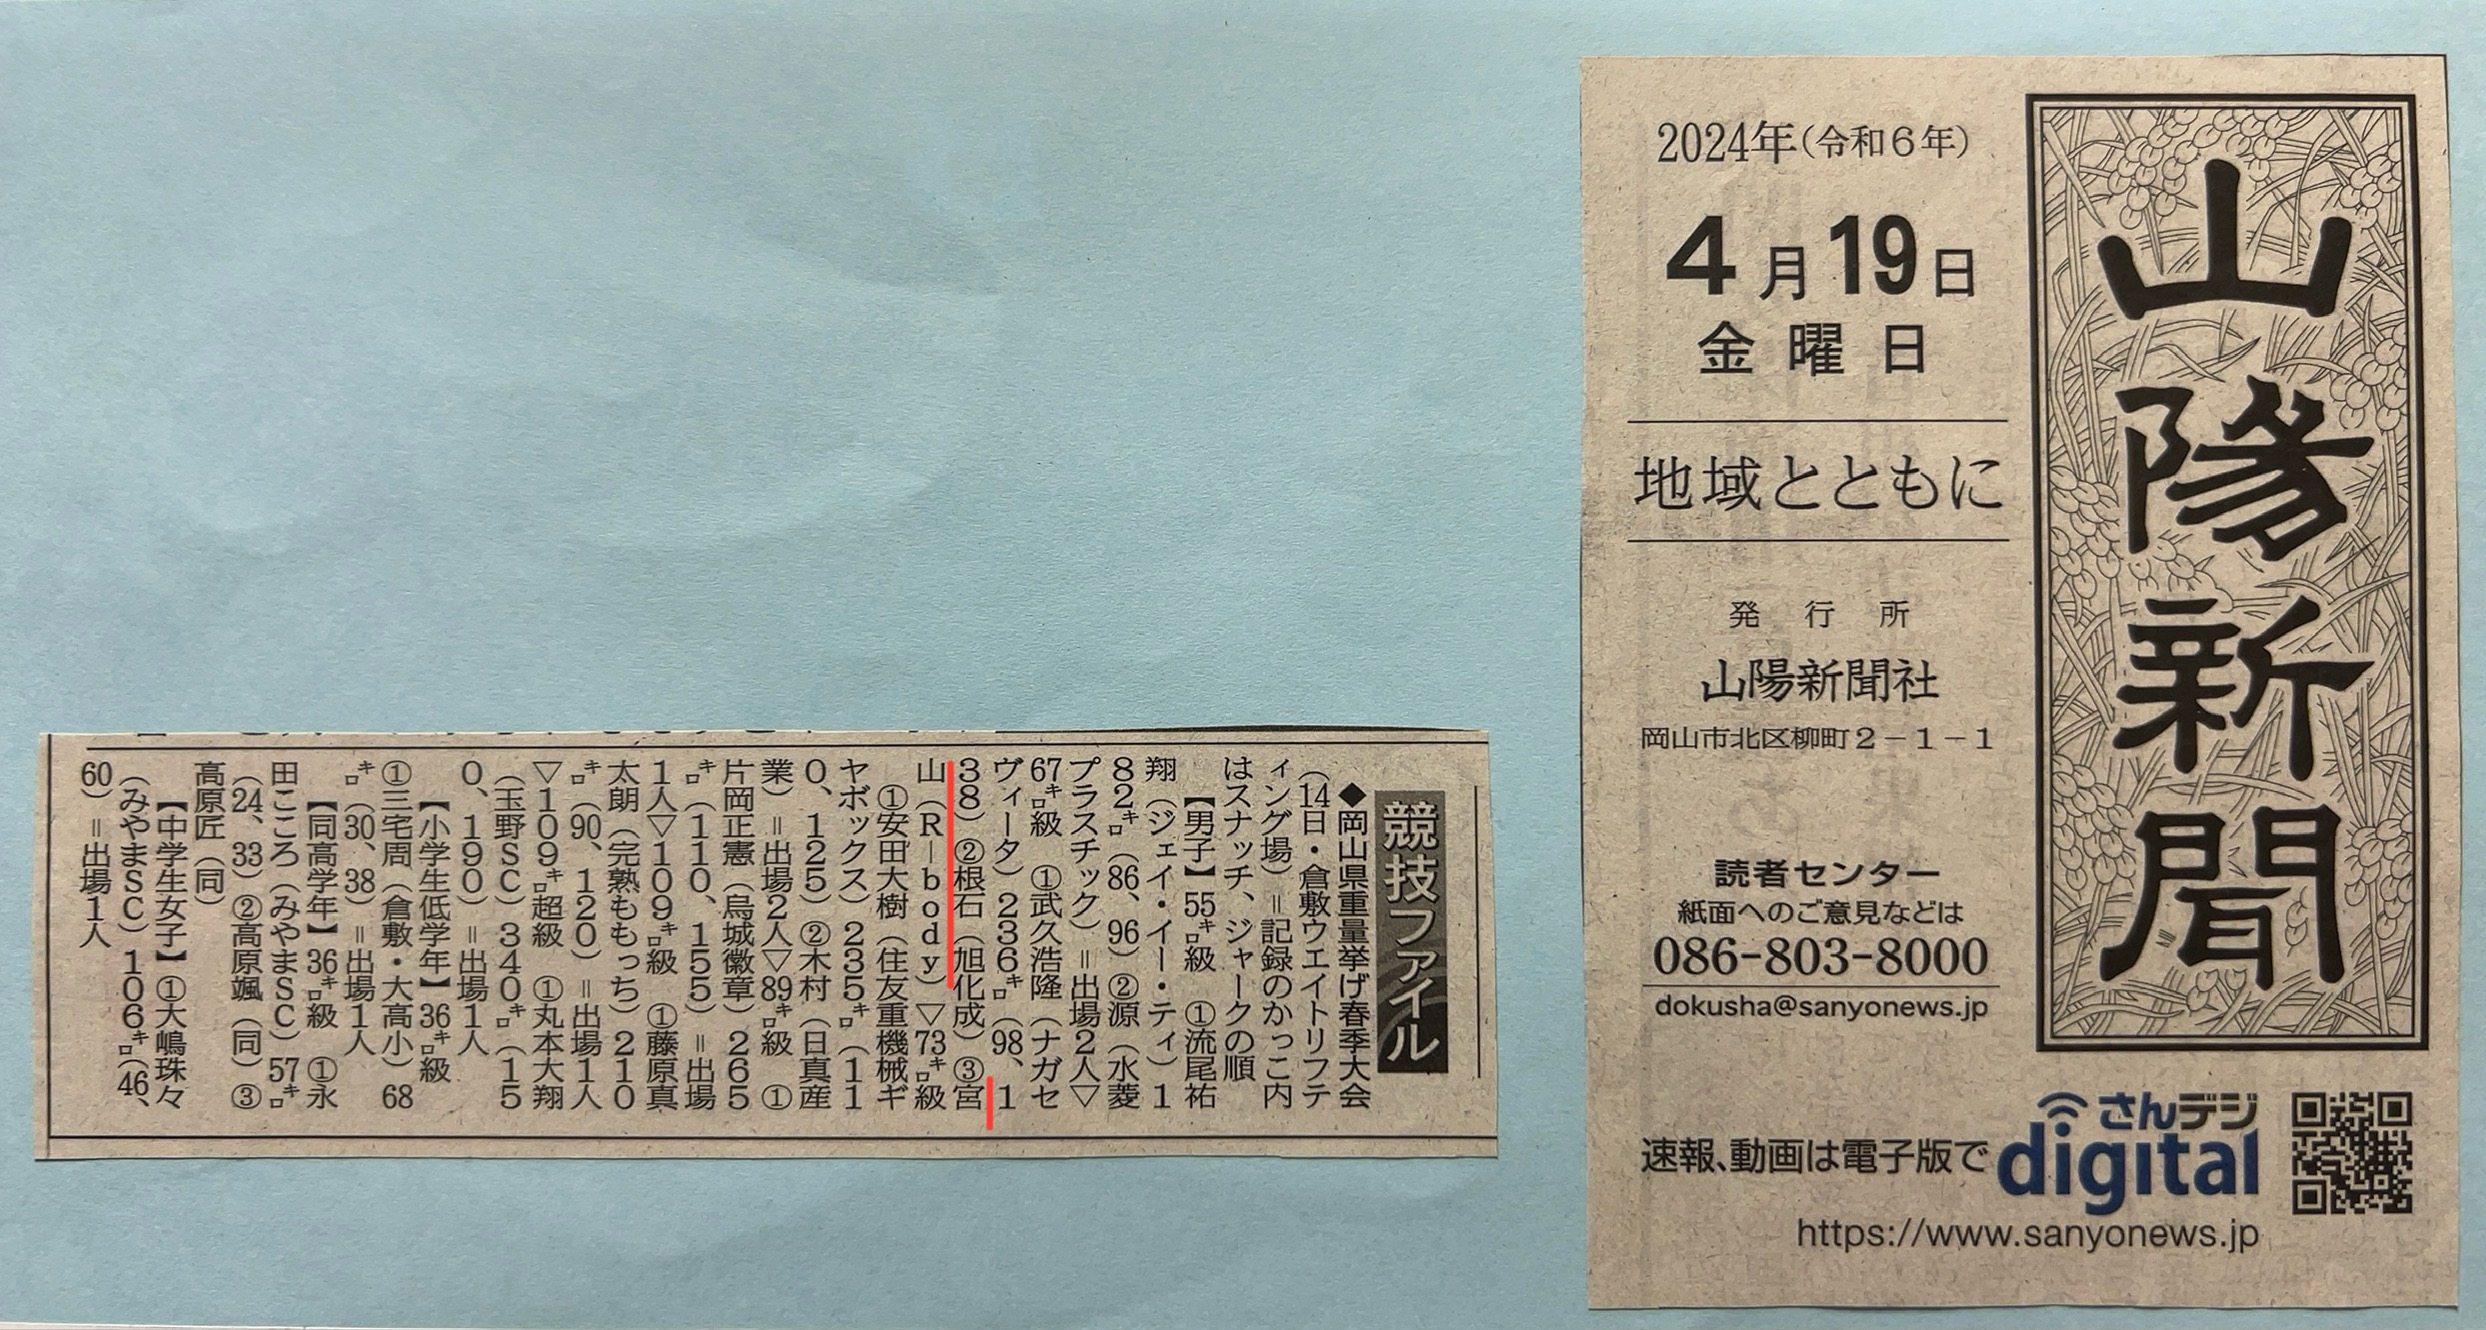 競技ファイル
◆岡山県重量挙げ春季大会
(14日・倉敷ウエイトリフテ
ィング場)=記録のかっこ内
はスナッチ、ジャークの順
【男子】55㌔級 ①流尾祐
翔(ジェイ・イー・ティ)1
82㌔(86、96)②源(水菱
プラスチック)=出場2人▽
67㌔級 ①武久浩隆(ナガセ
ヴィータ)236㌔(98、1
38)②根石(旭化成)③宮
山(R―body)▽73㌔級
①安田大樹(住友重機械ギ
ヤボックス)235㌔(11
0、125)②木村(日真産
業)=出場2人▽89㌔級 ①
片岡正憲(烏城徽章)265
㌔(110、155)=出場
1人▽109㌔級 ①藤原真
太朗(完熟ももっち)210
㌔(90、120)=出場1人
▽109㌔超級 ①丸本大翔
(玉野SC)340㌔(15
0、190)=出場1人
【小学生低学年】36㌔級
①三宅周(倉敷・大高小)68
㌔(30、38)=出場1人
【同高学年】36㌔級 ①永
田こころ(みやまSC)57㌔
(24、33)②高原颯(同)③
高原匠(同)
【中学生女子】①大嶋珠々
(みやまSC)106㌔(46、
60)=出場1人
山陽新聞
2024年(令和6年)
4月19日
金曜日
地域とともに
発行所
山陽新聞社
岡山市北区柳町2-1-1
読者センター
紙面へのご意見などは
086-803-8000
dokusha@sanyonews.jp
速報、動画は電子版で
さんデジ
digital
https://www.sanyonews.jp